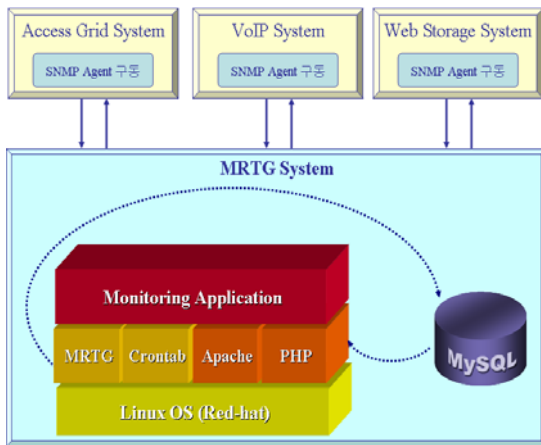 Access Grid System
SNMP Agent 구동
VoIP System
SNMP Agent 구동
Web Storage System
SNMP Agent 구동
MRTG System
Monitoring Application
MRTG Crontab Apache PHP
MySQL
Linux OS (Red-hat)